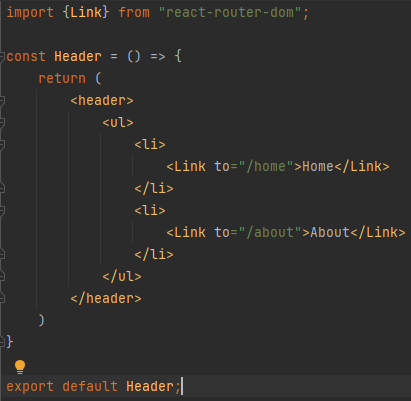 import {Link} from "react-router-dom";
const Header = () => {
    return (
        <header>
            <ul>
                <li>
                    <Link to="/home">Home</Link>
                </li>
                <li>
                    <Link to="/about">About</Link>
                </li>
            </ul>
        </header>
    )
}
export default Header;